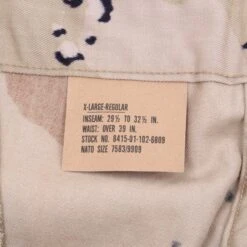 X-LARGE-REGULAR
INSEAM: 29½ TO 32½ IN.
WAIST: OVER 39 IN.
STOCK NO. 8415-01-102-6809
NATO SIZE 7583/9909